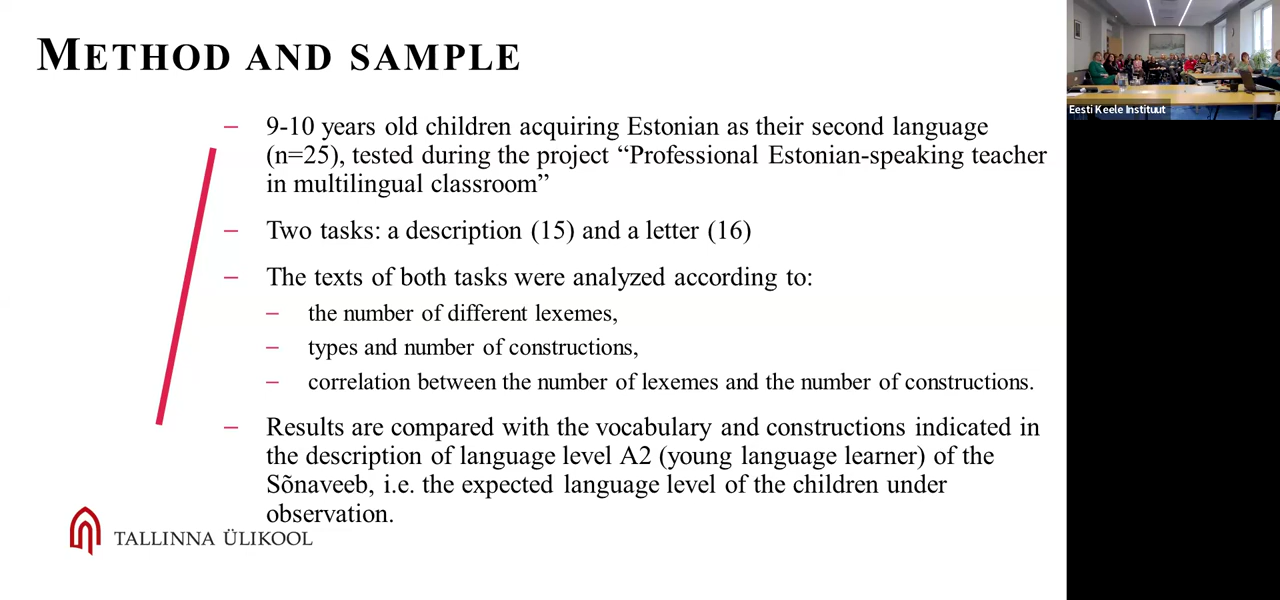 METHOD AND SAMPLE
– 9-10 years old children acquiring Estonian as their second language
(n=25), tested during the project “Professional Estonian-speaking teacher
in multilingual classroom”
– Two tasks: a description (15) and a letter (16)
– The texts of both tasks were analyzed according to:
– the number of different lexemes,
– types and number of constructions,
– correlation between the number of lexemes and the number of constructions.
– Results are compared with the vocabulary and constructions indicated in
the description of language level A2 (young language learner) of the
Sõnaveeb, i.e. the expected language level of the children under
observation.
TALLINNA ÜLIKOOL
Eesti Keele Instituut